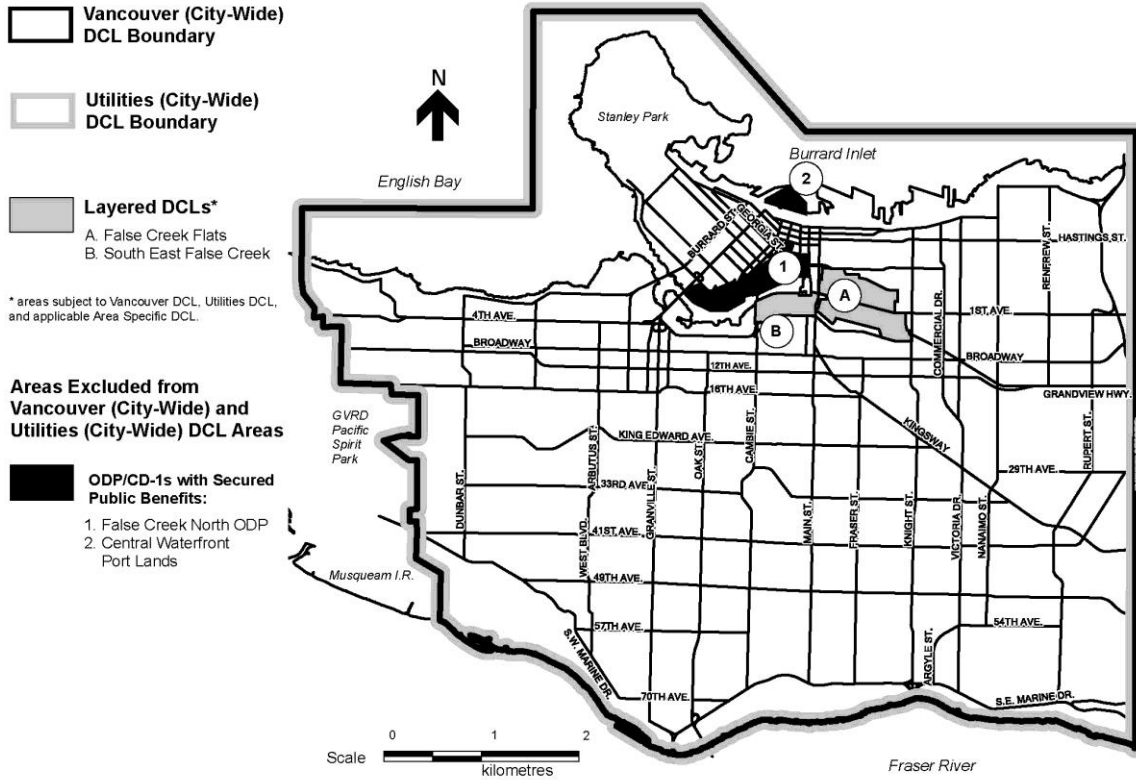 Vancouver (City-Wide)
DCL Boundary
Utilities (City-Wide)
DCL Boundary
Layered DCLs*
A. False Creek Flats
B. South East False Creek
* areas subject to Vancouver DCL, Utilities DCL,
and applicable Area Specific DCL.
Areas Excluded from
Vancouver (City-Wide) and
Utilities (City-Wide) DCL Areas
ODP/CD-1s with Secured
Public Benefits:
1. False Creek North ODP
2. Central Waterfront
Port Lands
N
English Bay
Stanley Park
Burrard Inlet
2
BURRARD ST.
GEORGIA ST.
1
A
B
HASTINGS ST.
RENFREW ST.
4TH AVE.
1ST AVE.
COMMERCIAL DR.
BROADWAY
BROADWAY
12TH AVE.
16TH AVE.
GRANDVIEW HWY.
GVRD
Pacific
Spirit
Park
KING EDWARD AVE.
KINGSWAY
CAMBIE ST.
OAK ST.
ARBUTUS ST.
RUPERT ST.
29TH AVE.
33RD AVE.
DUNBAR ST.
GRANVILLE ST.
MAIN ST.
FRASER ST.
KNIGHT ST.
VICTORIA DR.
NANAIMO ST.
41ST AVE.
WEST BLVD.
49TH AVE.
Musqueam I.R.
57TH AVE.
54TH AVE.
S.W. MARINE DR.
ARGYLE ST.
70TH AVE.
S.E. MARINE DR.
Scale
0 1 2
kilometres
Fraser River